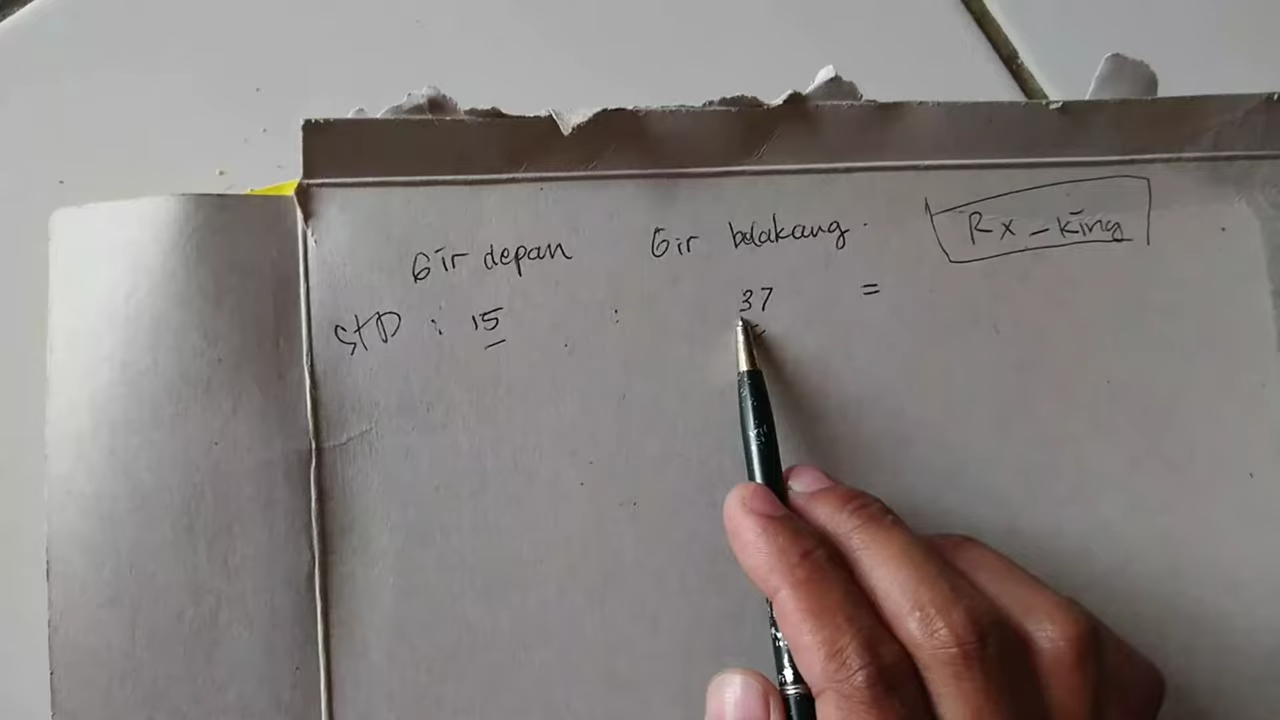 Rx - King
Gir depan Gir belakang.
STD : 15 : 37 =